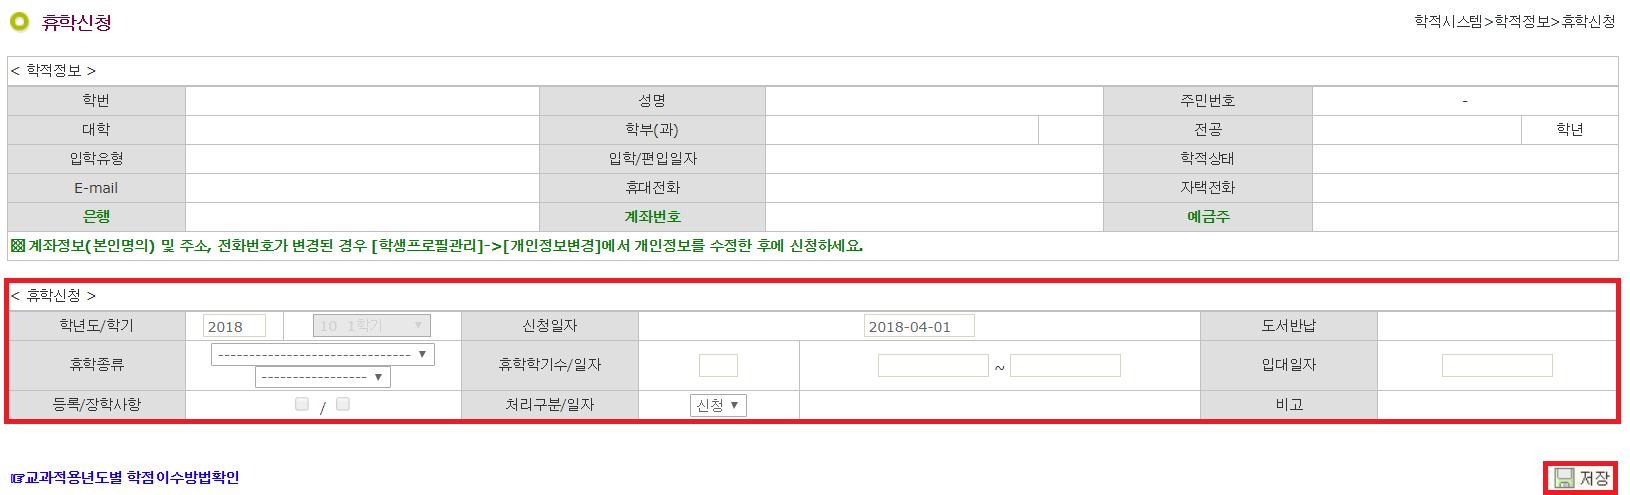 휴학신청
학적시스템>학적정보>휴학신청
< 학적정보 >
학번 성명 주민번호 -
대학 학부(과) 전공 학년
입학유형 입학/편입일자 학적상태
E-mail 휴대전화 자택전화
은행 계좌번호 예금주
▩ 계좌정보(본인명의) 및 주소, 전화번호가 변경된 경우 [학생프로필관리]->[개인정보변경]에서 개인정보를 수정한 후에 신청하세요.
< 휴학신청 >
학년도/학기 2018 10 1학기 ▼ 신청일자 2018-04-01 도서반납
휴학종류 ------------------------------- ▼ 휴학학기수/일자 ~ 입대일자
----------------- ▼
등록/장학사항 / 처리구분/일자 신청 ▼ 비고
☞교과적용년도별 학점이수방법확인
저장